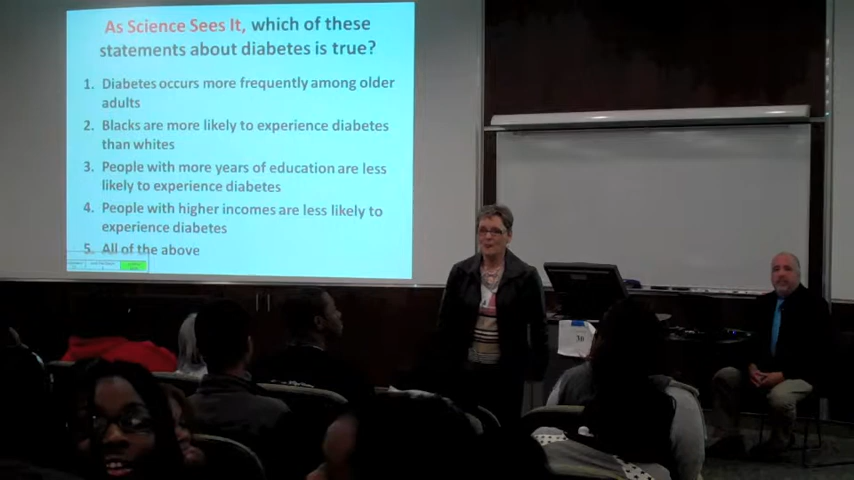 As Science Sees It, which of these
statements about diabetes is true?
1. Diabetes occurs more frequently among older
adults
2. Blacks are more likely to experience diabetes
than whites
3. People with more years of education are less
likely to experience diabetes
4. People with higher incomes are less likely to
experience diabetes
5. All of the above